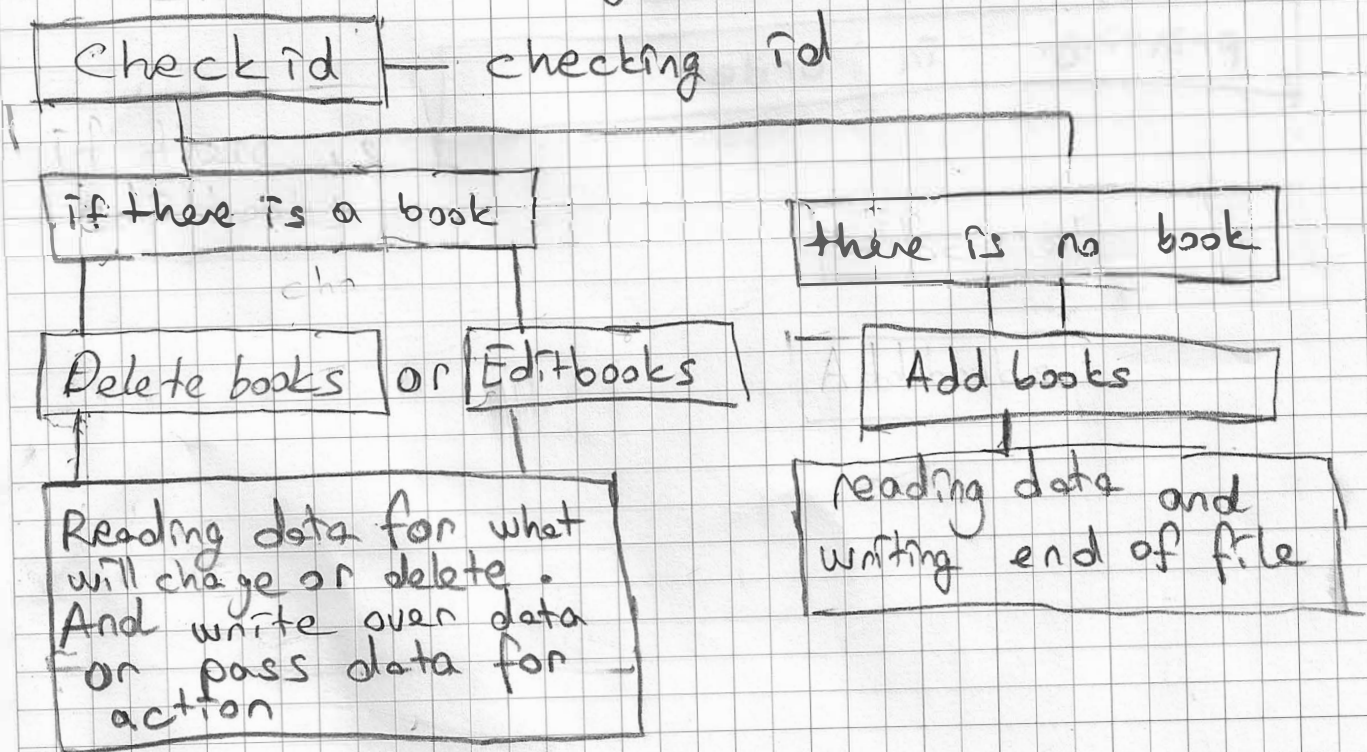 Check id — checking id
if there is a book
there is no book
Delete books or Editbooks
Add books
Reading data for what
will chage or delete.
And write over data
or pass data for
action
reading data and
writing end of file